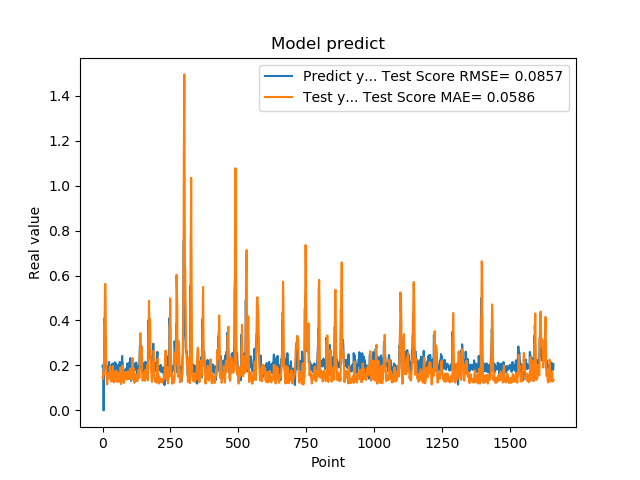 Model predict
Predict y... Test Score RMSE= 0.0857
Test y... Test Score MAE= 0.0586
Real value
1.4
1.2
1.0
0.8
0.6
0.4
0.2
0.0
0 250 500 750 1000 1250 1500
Point